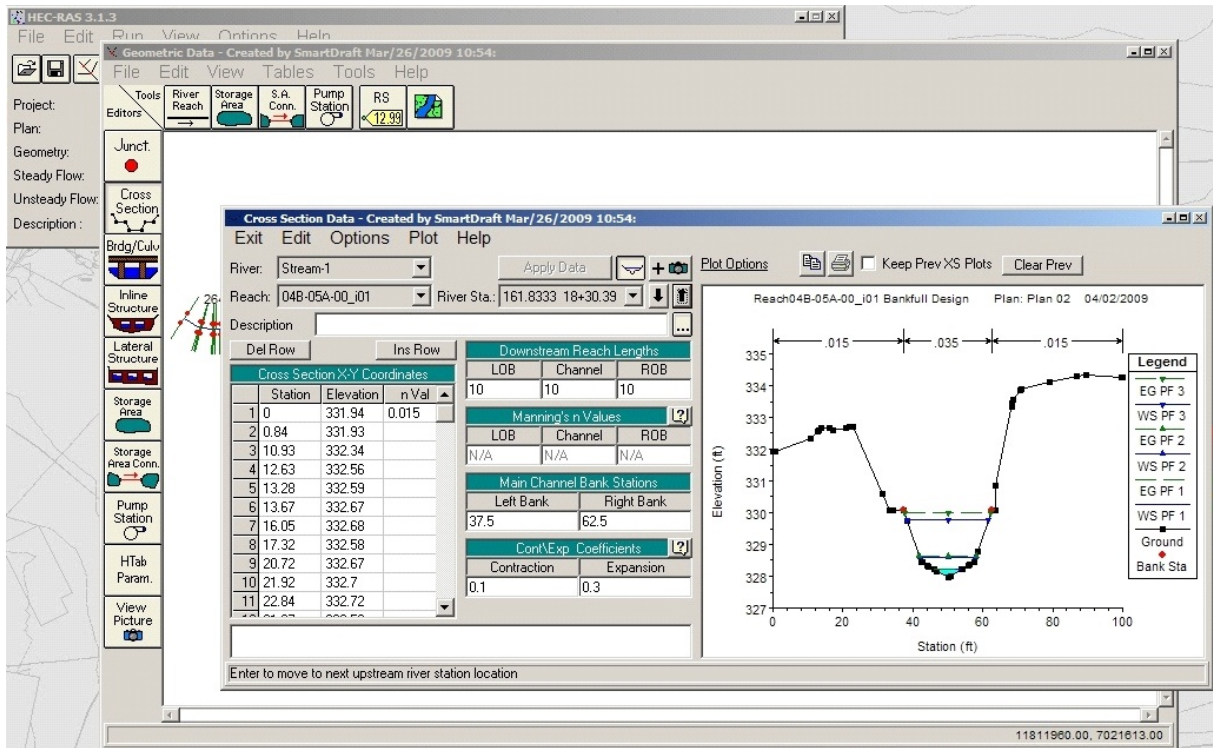 HEC-RAS 3.1.3
File Edit Run View Options Help
Project:
Plan:
Geometry:
Steady Flow:
Unsteady Flow:
Description :
Geometric Data - Created by SmartDraft Mar/26/2009 10:54:
File Edit View Tables Tools Help
Tools
Editors
River Reach
Storage Area
S.A. Conn.
Pump Station
RS
12.99
Junct.
Cross Section
Brdg/Culv
Inline Structure
Lateral Structure
Storage Area
Storage Area Conn.
Pump Station
HTab Param.
View Picture
Cross Section Data - Created by SmartDraft Mar/26/2009 10:54:
Exit Edit Options Plot Help
River: Stream-1
Apply Data
Plot Options
Keep Prev XS Plots
Clear Prev
Reach: 04B-05A-00_i01
River Sta.: 161.8333 18+30.39
Description
...
Del Row
Ins Row
Cross Section X-Y Coordinates
Station Elevation n Val
1 0 331.94 0.015
2 0.84 331.93
3 10.93 332.34
4 12.63 332.56
5 13.28 332.59
6 13.67 332.67
7 16.05 332.68
8 17.32 332.58
9 20.72 332.67
10 21.92 332.7
11 22.84 332.72
Downstream Reach Lengths
LOB Channel ROB
10 10 10
Manning's n Values
?
LOB Channel ROB
N/A N/A N/A
Main Channel Bank Stations
Left Bank Right Bank
37.5 62.5
Cont\Exp Coefficients
?
Contraction Expansion
0.1 0.3
Reach04B-05A-00_i01 Bankfull Design Plan: Plan 02 04/02/2009
.015 .035 .015
335
334
333
332
331
330
329
328
327
Elevation (ft)
0 20 40 60 80 100
Station (ft)
Legend
EG PF 3
WS PF 3
EG PF 2
WS PF 2
EG PF 1
WS PF 1
Ground
Bank Sta
Enter to move to next upstream river station location
11811960.00, 7021613.00